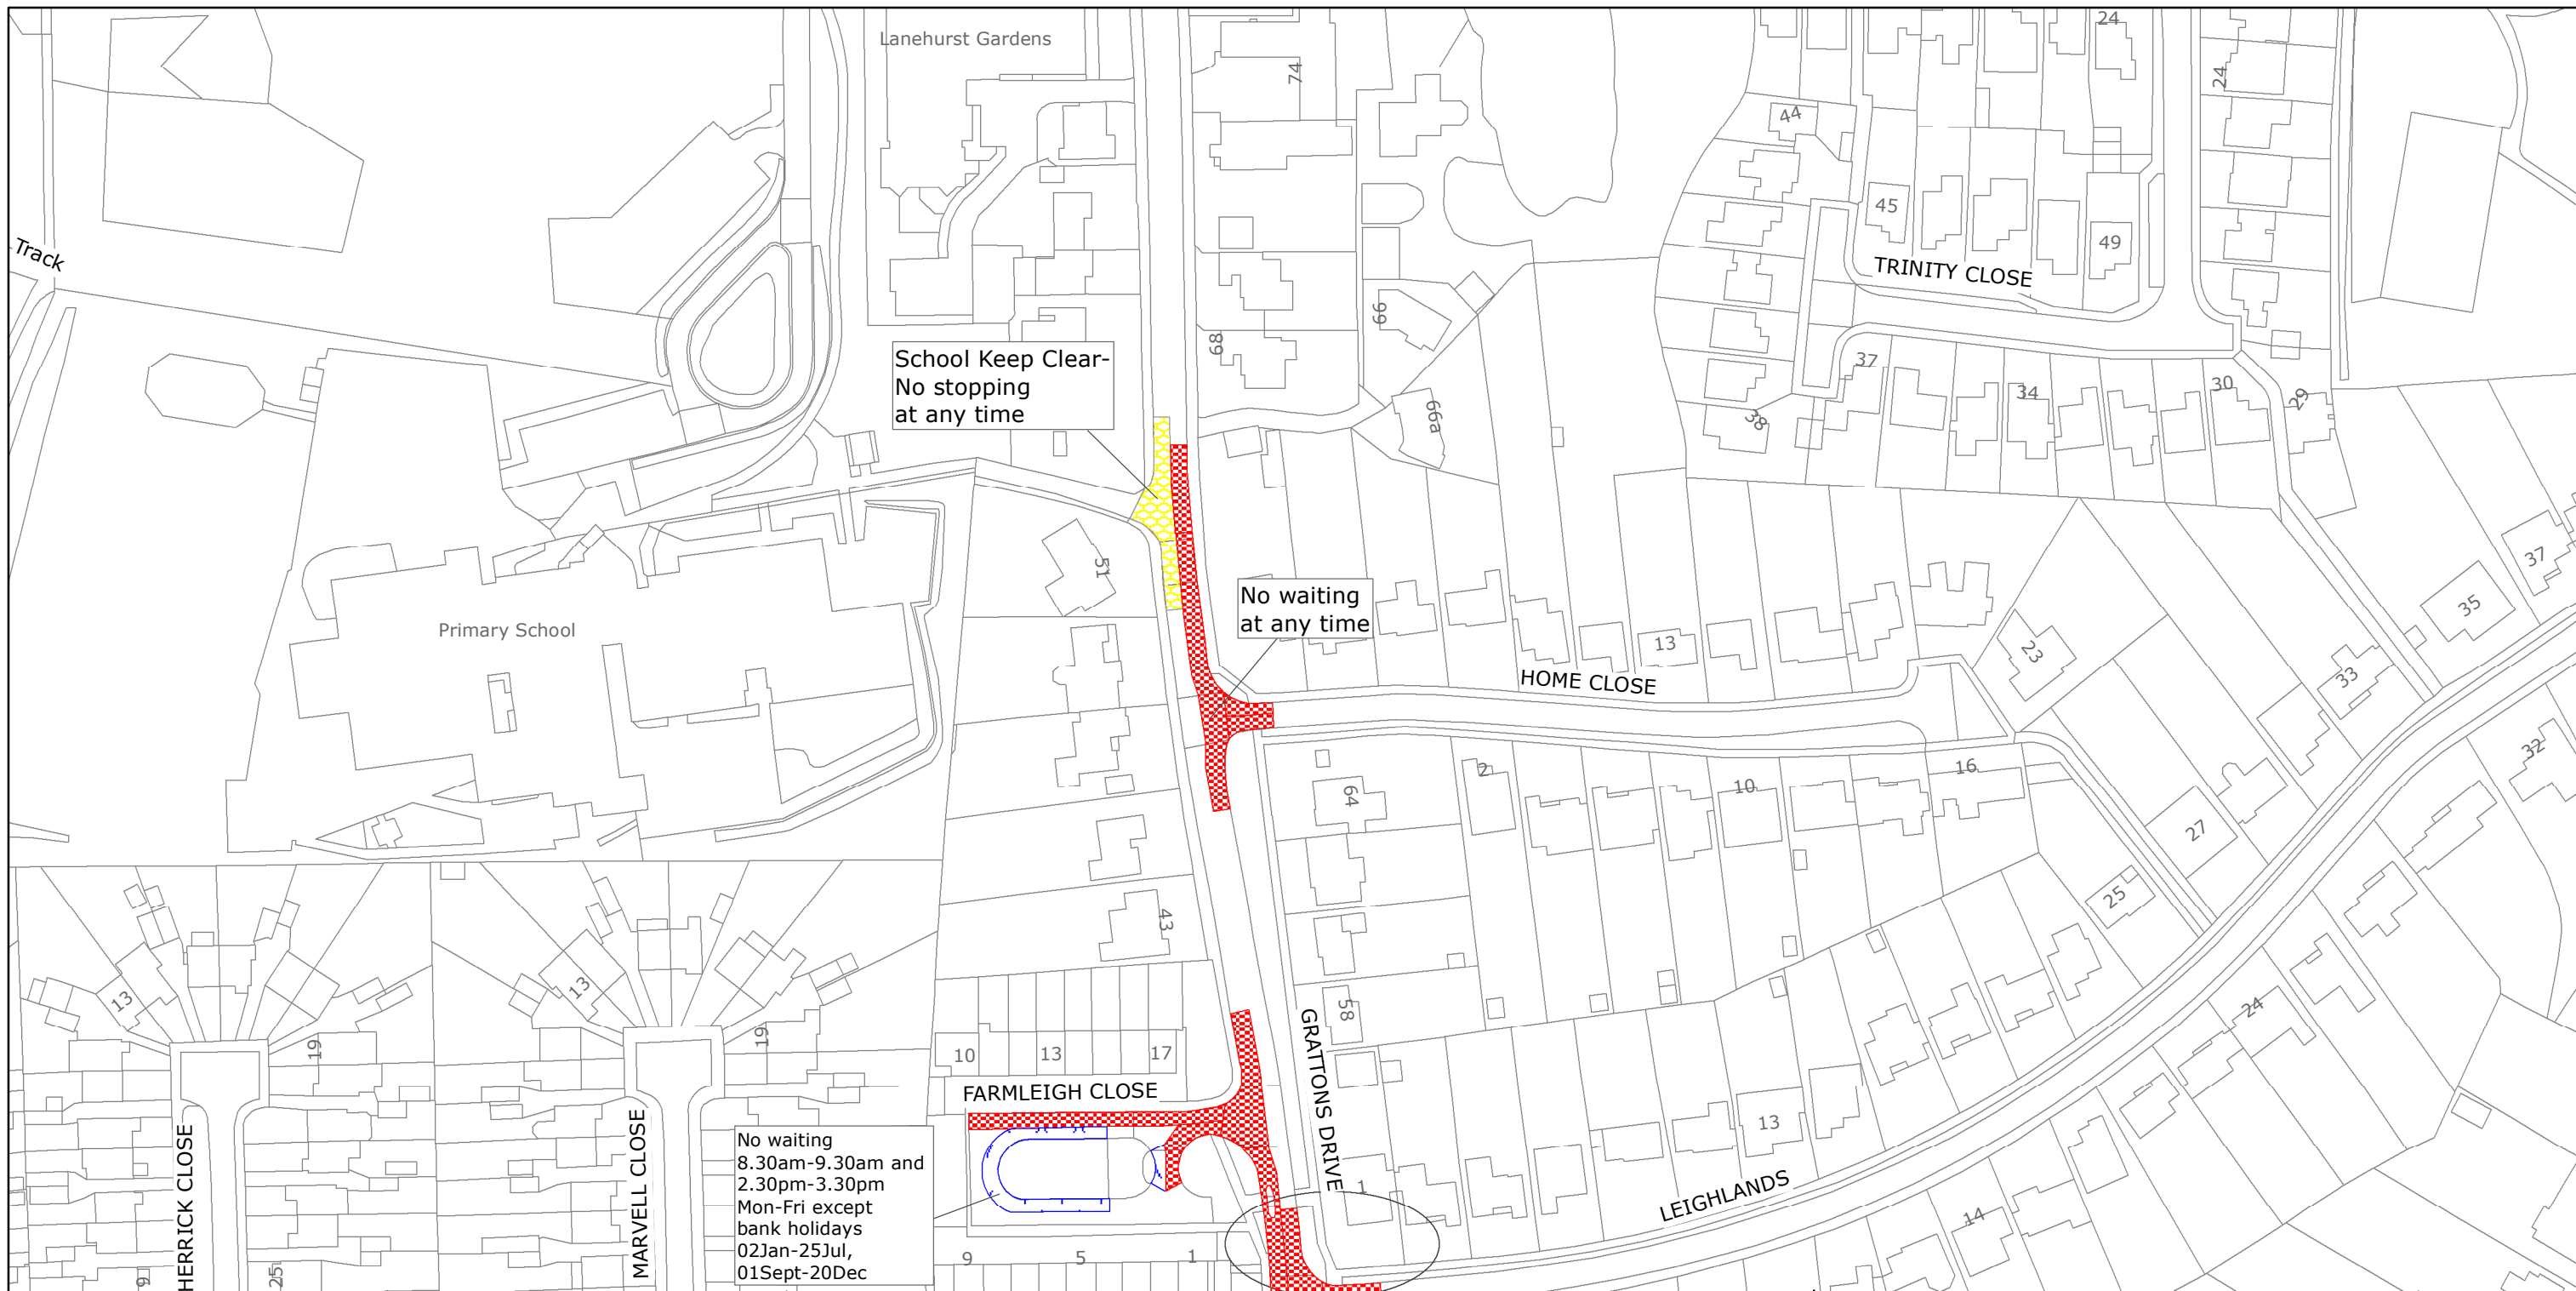 Lanehurst Gardens
24
74
24
44
45
49
Track
TRINITY CLOSE
66
68
37
34
30
29
38
66a
School Keep Clear-
No stopping
at any time
51
37
35
No waiting
at any time
Primary School
13
23
33
HOME CLOSE
32
2
64
10
16
27
25
43
13
13
58
24
19
19
10
13
17
FARMLEIGH CLOSE
GRATTONS DRIVE
13
HERRICK CLOSE
MARVELL CLOSE
No waiting
8.30am-9.30am and
2.30pm-3.30pm
Mon-Fri except
bank holidays
02Jan-25Jul,
01Sept-20Dec
1
LEIGHLANDS
14
9
25
9
5
1